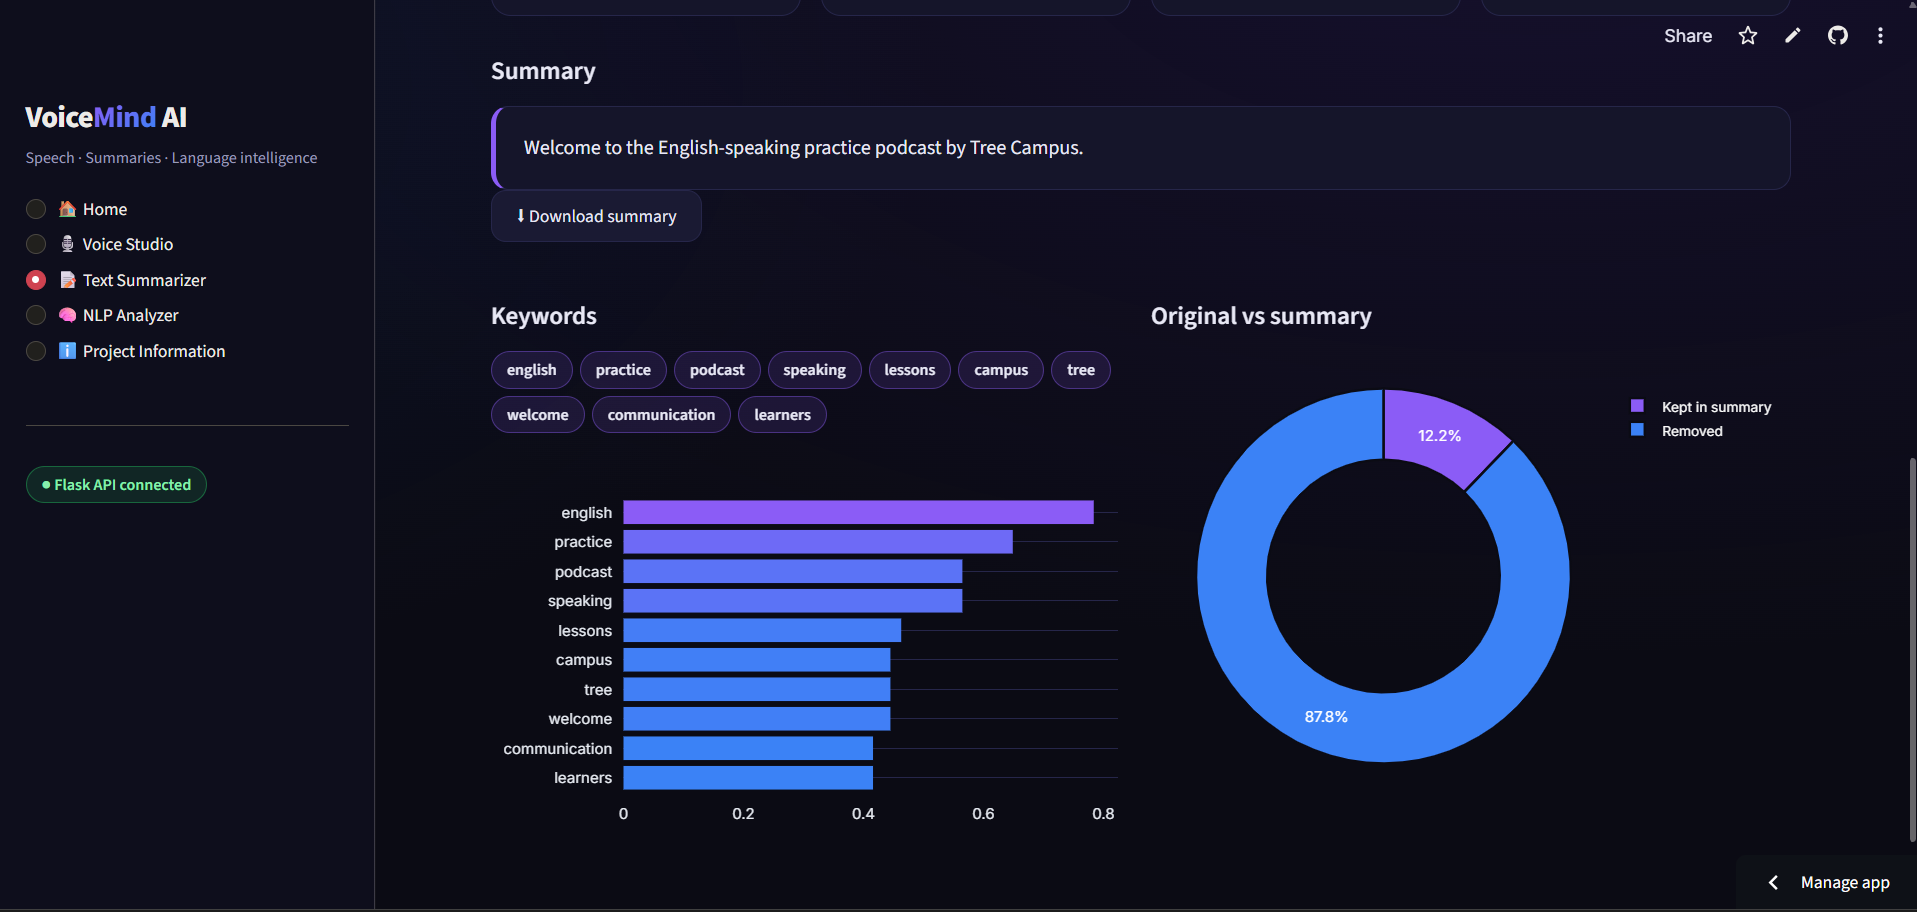 Share
VoiceMind AI
Speech · Summaries · Language intelligence
🏠 Home
🎙 Voice Studio
📝 Text Summarizer
🧠 NLP Analyzer
ℹ Project Information
● Flask API connected
Summary
Welcome to the English-speaking practice podcast by Tree Campus.
⬇ Download summary
Keywords
english practice podcast speaking lessons campus tree
welcome communication learners
english
practice
podcast
speaking
lessons
campus
tree
welcome
communication
learners
0 0.2 0.4 0.6 0.8
Original vs summary
12.2%
87.8%
Kept in summary
Removed
Manage app